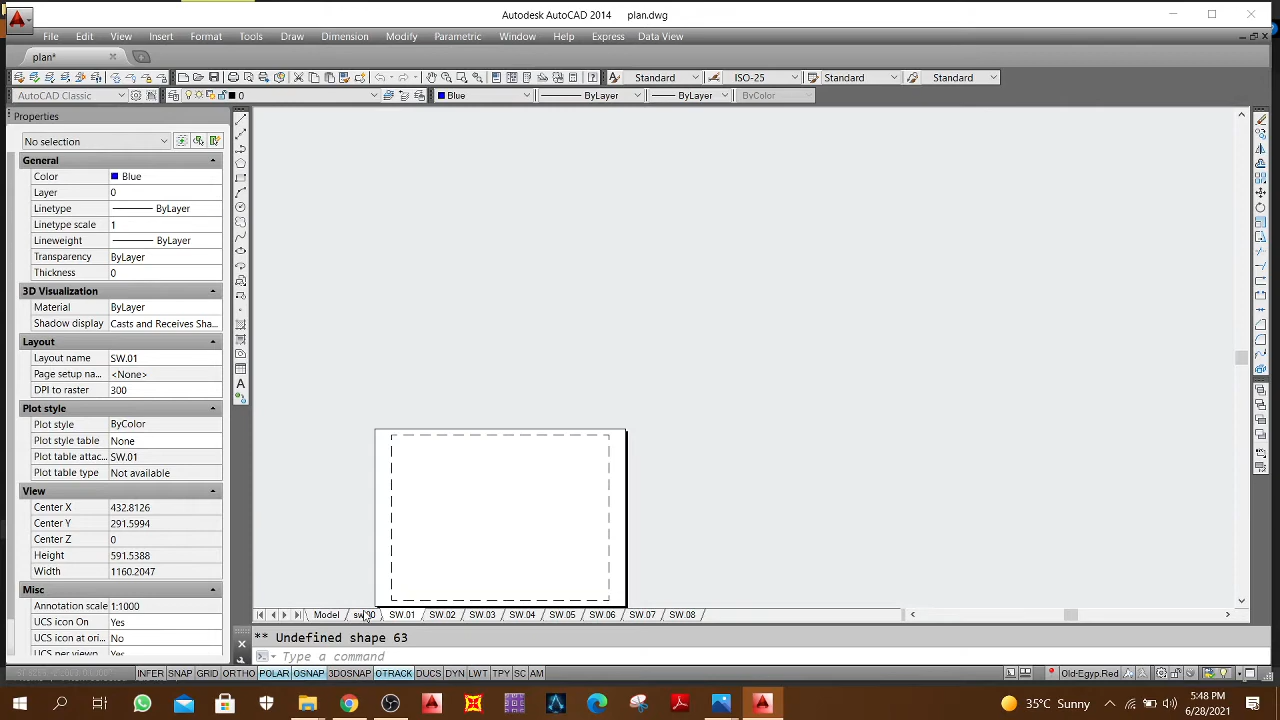 Autodesk AutoCAD 2014 plan.dwg
File Edit View Insert Format Tools Draw Dimension Modify Parametric Window Help Express Data View
plan*
Standard ISO-25 Standard Standard
AutoCAD Classic 0 Blue ByLayer ByLayer ByColor
Properties
No selection
General
Color Blue
Layer 0
Linetype ByLayer
Linetype scale 1
Lineweight ByLayer
Transparency ByLayer
Thickness 0
3D Visualization
Material ByLayer
Shadow display Casts and Receives Sha...
Layout
Layout name SW.01
Page setup na... <None>
DPI to raster 300
Plot style
Plot style ByColor
Plot style table None
Plot table attac... SW.01
Plot table type Not available
View
Center X 432.8126
Center Y 291.5994
Center Z 0
Height 591.5388
Width 1160.2047
Misc
Annotation scale 1:1000
UCS icon On Yes
UCS icon at ori... No
UCS per viewp... Yes
Model SW.01 SW.02 SW.03 SW.04 SW.05 SW.06 SW.07 SW.08
** Undefined shape 63
Type a command
INFER SNAP GRID ORTHO POLAR OSNAP 3DOSNAP OTRACK DUCS DYN LWT TPY SC AM Old-Egyp.Red
35°C Sunny
5:48 PM
6/28/2021